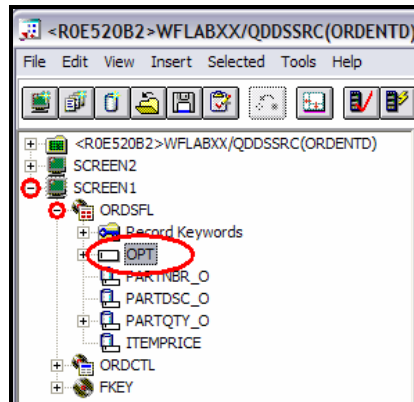 <R0E520B2>WFLABXX/QDDSSRC(ORDENTD)
File Edit View Insert Selected Tools Help
<R0E520B2>WFLABXX/QDDSSRC(ORDENTD)
SCREEN2
SCREEN1
ORDSFL
Record Keywords
OPT
PARTNBR_O
PARTDSC_O
PARTQTY_O
ITEMPRICE
ORDCTL
FKEY